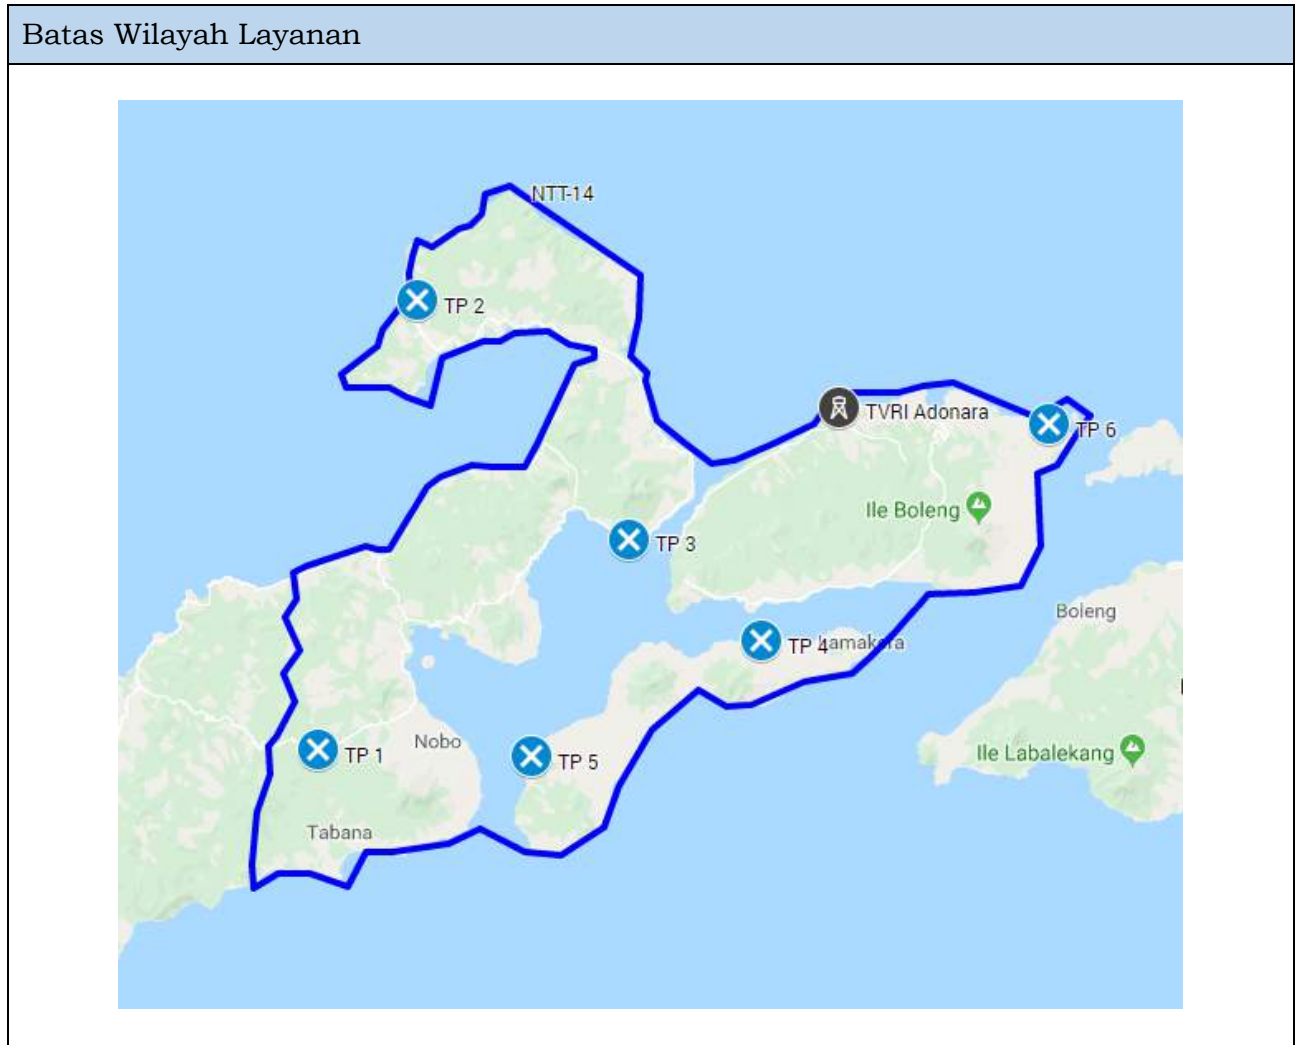 Batas Wilayah Layanan
NTT-14
TP 2
TVRI Adonara
TP 6
Ile Boleng
TP 3
Boleng
TP 4
Lamakera
Nobo
TP 1
TP 5
Ile Labalekang
Tabana